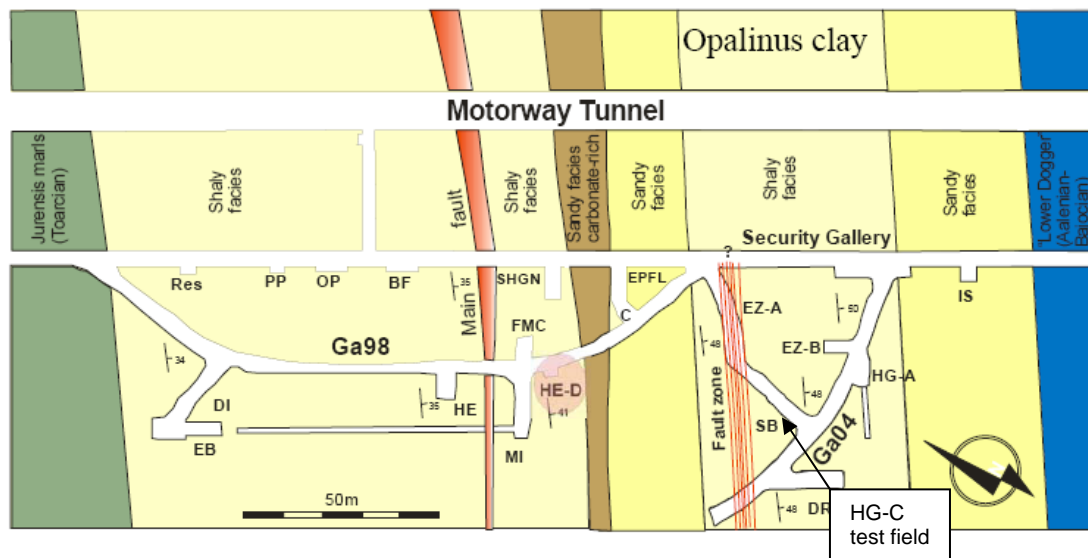 Opalinus clay
Motorway Tunnel
Jurensis marls
(Toarcian)
Shaly
facies
fault
Shaly
facies
Sandy facies
carbonate-rich
Sandy
facies
Shaly
facies
Sandy
facies
"Lower Dogger"
(Aalenian-
Bajocian)
Security Gallery
?
Res
PP
OP
BF
35
Main
SHGN
FMC
EPFL
C
EZ-A
50
IS
34
Ga98
48
EZ-B
HG-A
DI
35
HE
HE-D
41
48
EB
MI
Fault zone
SB
Ga04
50m
48
DR
HG-C
test field